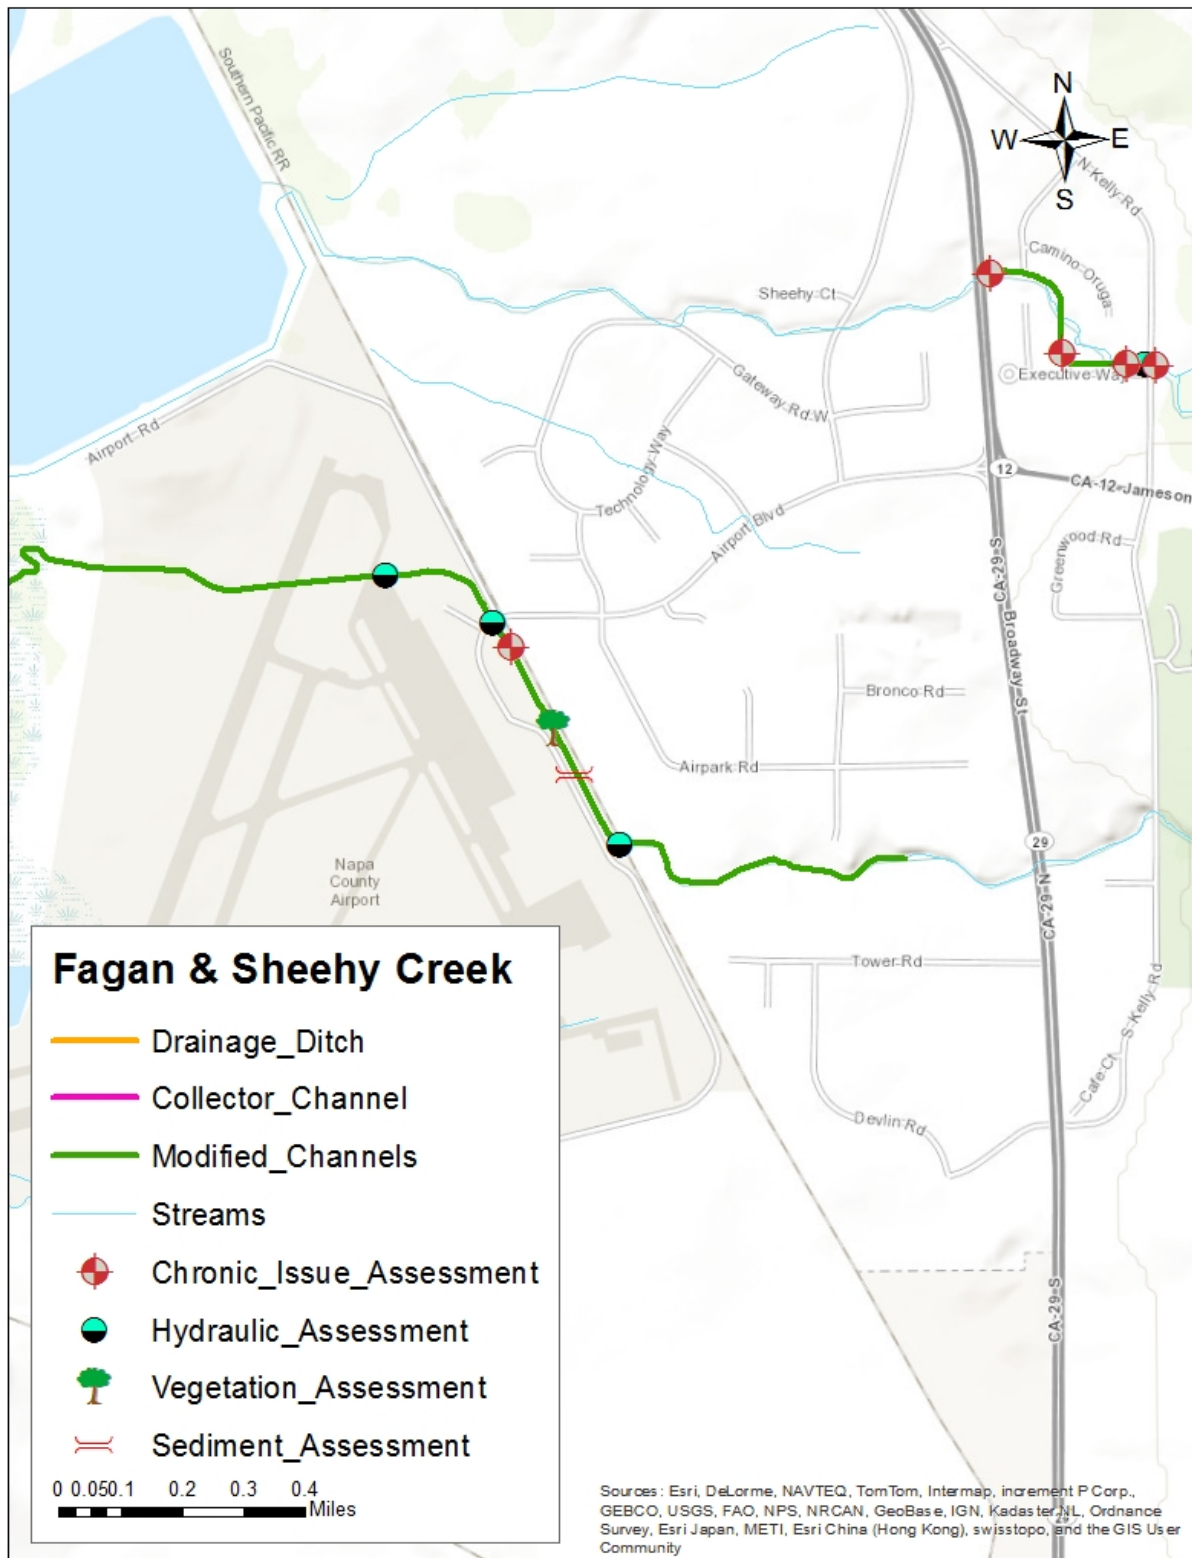 Southern Pacific RR
N
W E
S
N Kelly Rd
Camino Oruga
Sheehy Ct
Executive Way
Gateway Rd W
Airport Rd
Technology Way
12
CA-12-Jameson
Airport Blvd
Greenwood Rd
CA-29 S
Broadway St
Bronco Rd
Airpark Rd
29
Napa
County
Airport
CA-29 N
Tower Rd
S Kelly Rd
Cafe Ct
Devlin Rd
CA-29 S
29
Fagan & Sheehy Creek
Drainage_Ditch
Collector_Channel
Modified_Channels
Streams
Chronic_Issue_Assessment
Hydraulic_Assessment
Vegetation_Assessment
Sediment_Assessment
0 0.050.1 0.2 0.3 0.4
Miles
Sources: Esri, DeLorme, NAVTEQ, TomTom, Intermap, increment P Corp.,
GEBCO, USGS, FAO, NPS, NRCAN, GeoBase, IGN, Kadaster NL, Ordnance
Survey, Esri Japan, METI, Esri China (Hong Kong), swisstopo, and the GIS User
Community